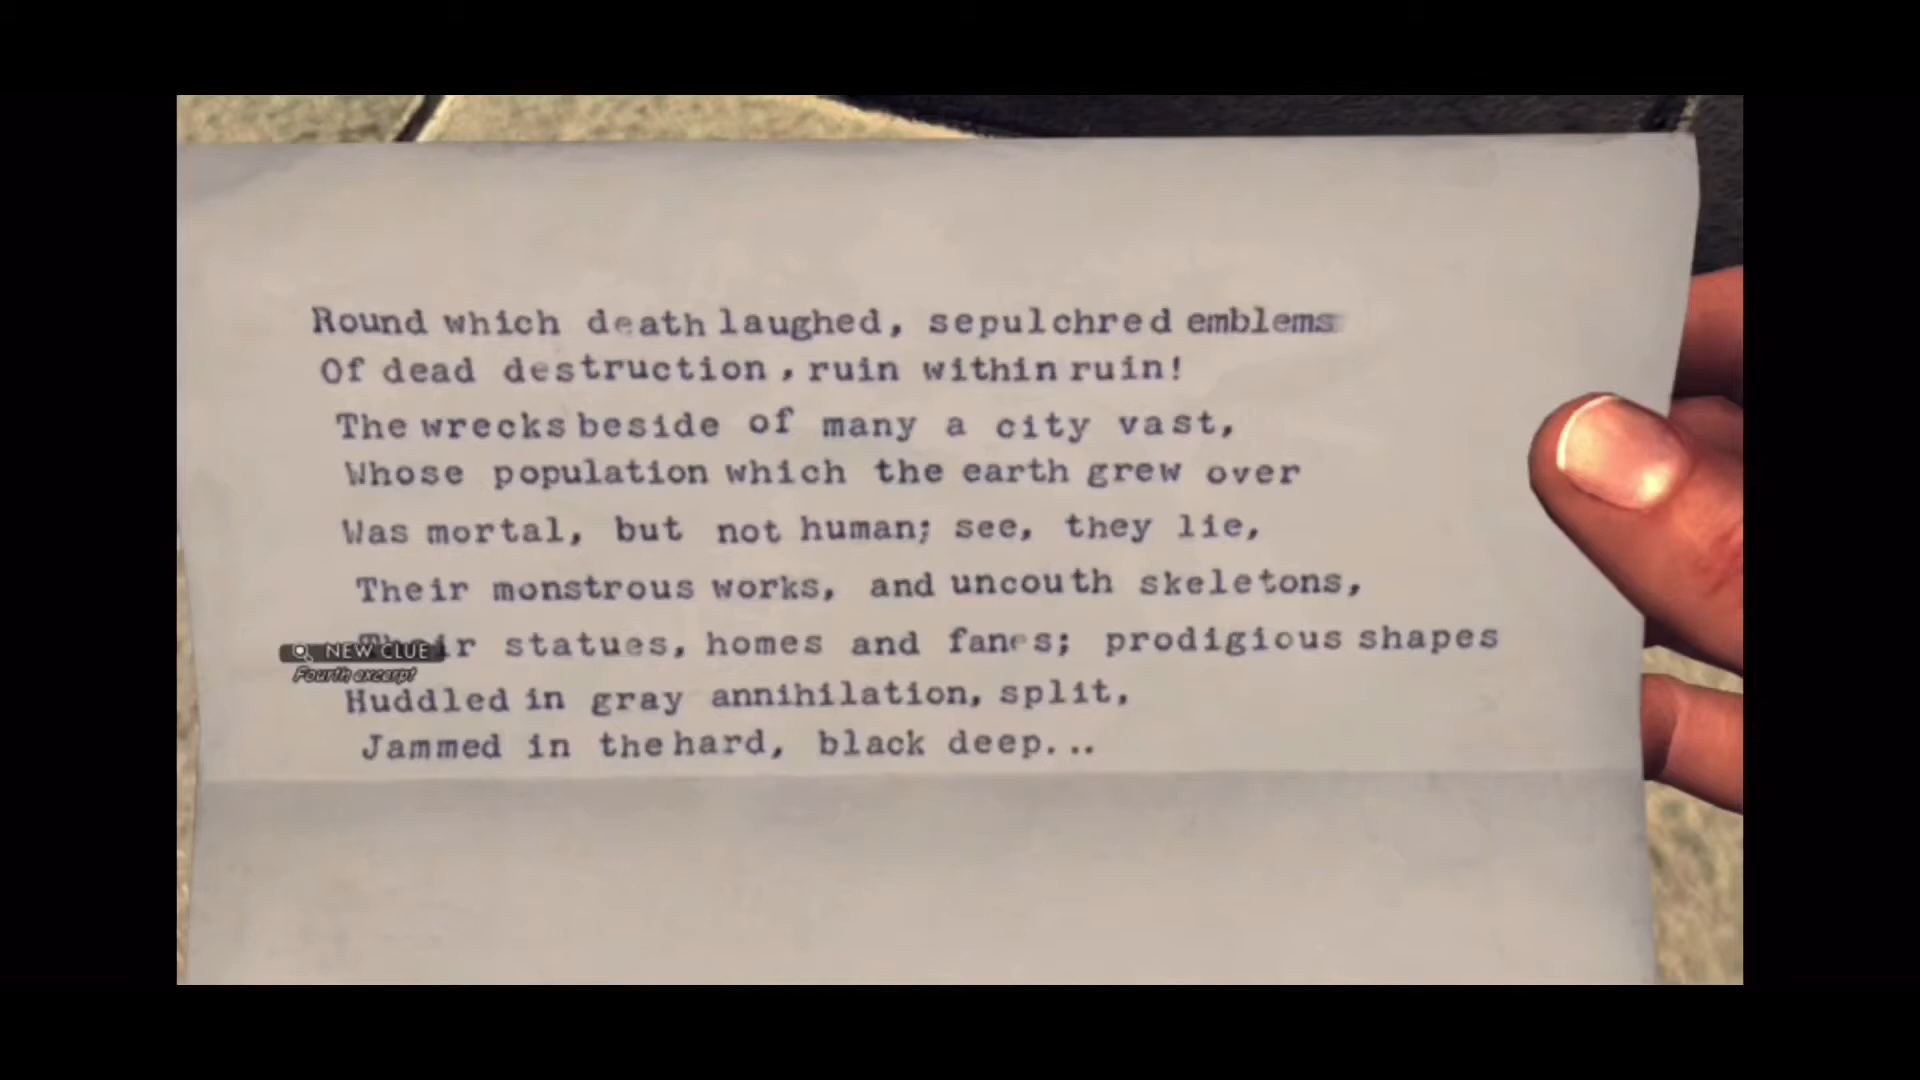 Round which death laughed, sepulchred emblems
Of dead destruction, ruin within ruin!
The wrecks beside of many a city vast,
Whose population which the earth grew over
Was mortal, but not human; see, they lie,
Their monstrous works, and uncouth skeletons,
Their statues, homes and fanes; prodigious shapes
NEW CLUE
Fourth excerpt
Huddled in gray annihilation, split,
Jammed in the hard, black deep...